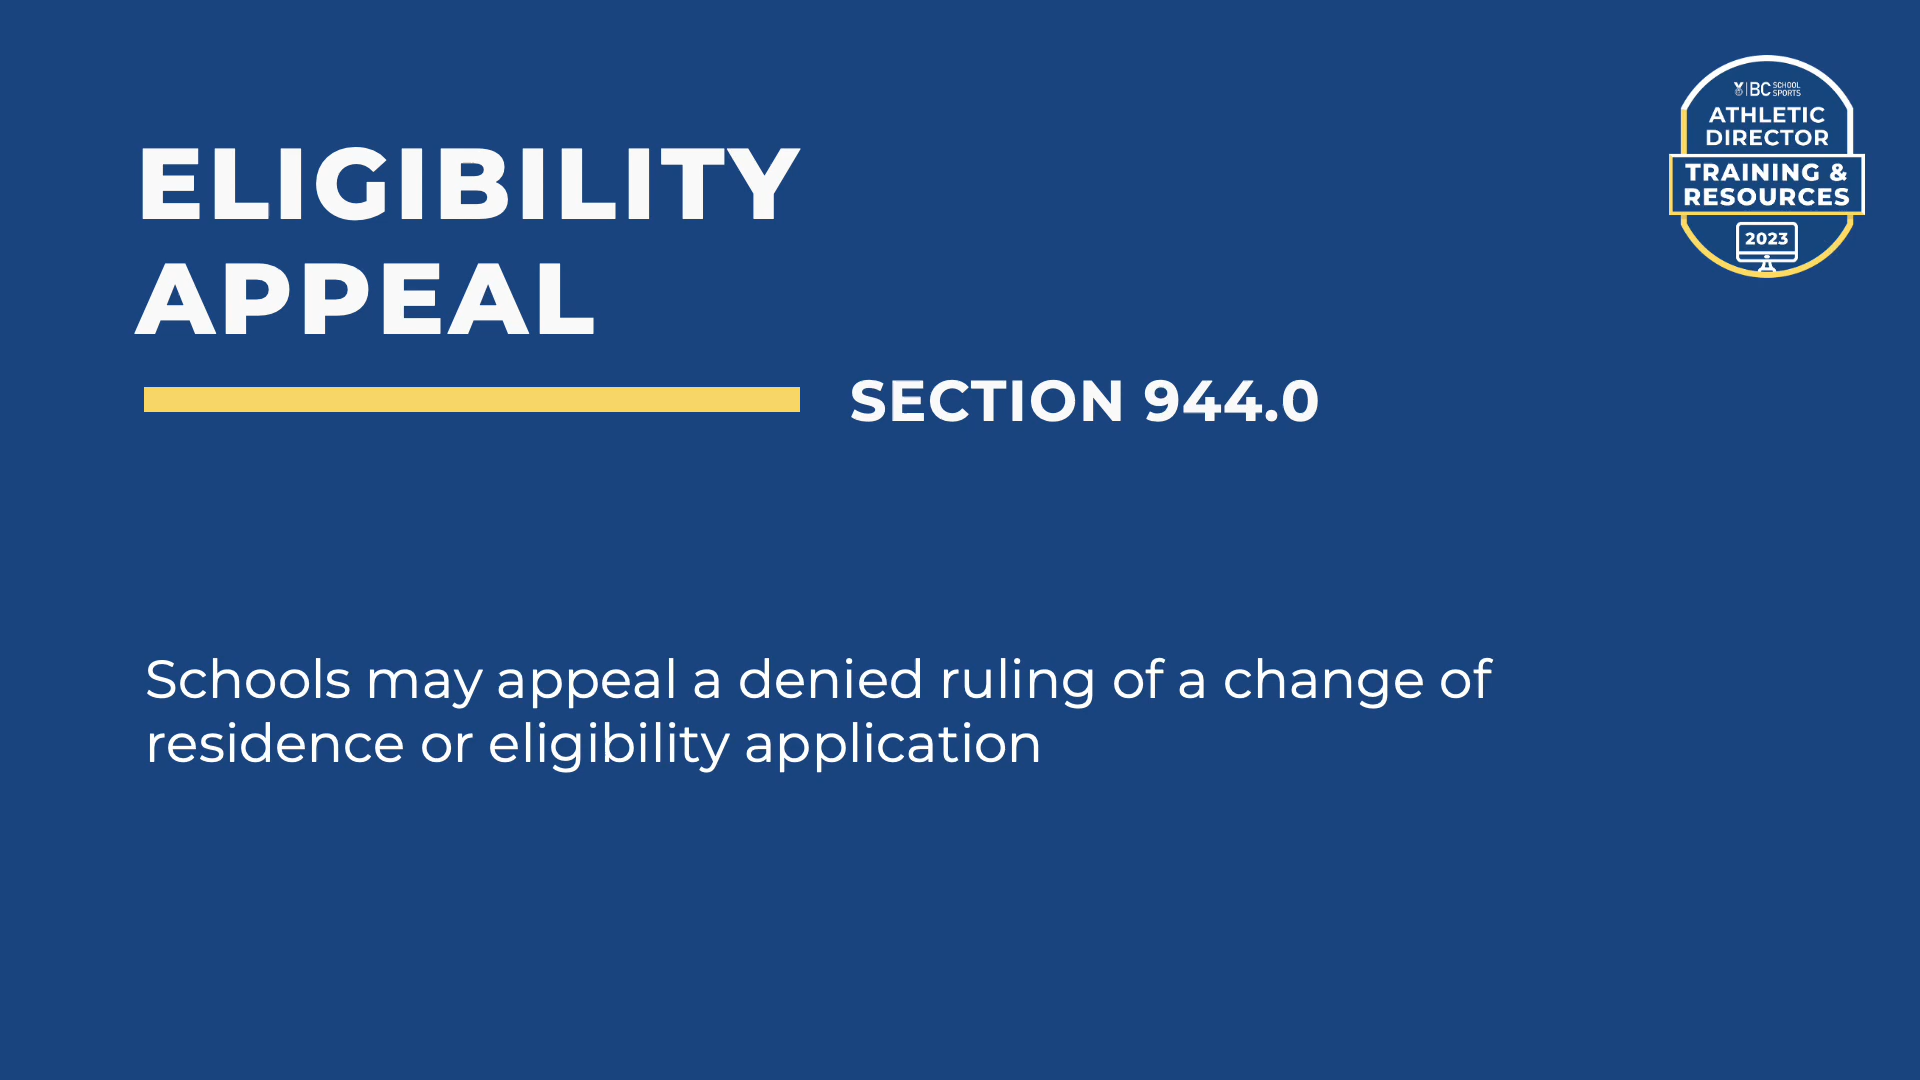 BC SCHOOL
SPORTS
ATHLETIC
DIRECTOR
TRAINING &
RESOURCES
2023
ELIGIBILITY
APPEAL
SECTION 944.0
Schools may appeal a denied ruling of a change of
residence or eligibility application